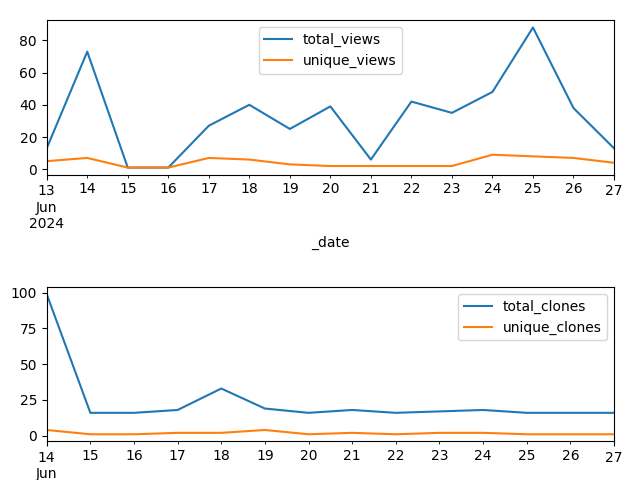 80
60
40
20
0
total_views
unique_views
13 14 15 16 17 18 19 20 21 22 23 24 25 26 27
Jun
2024
_date
100
75
50
25
0
total_clones
unique_clones
14 15 16 17 18 19 20 21 22 23 24 25 26 27
Jun